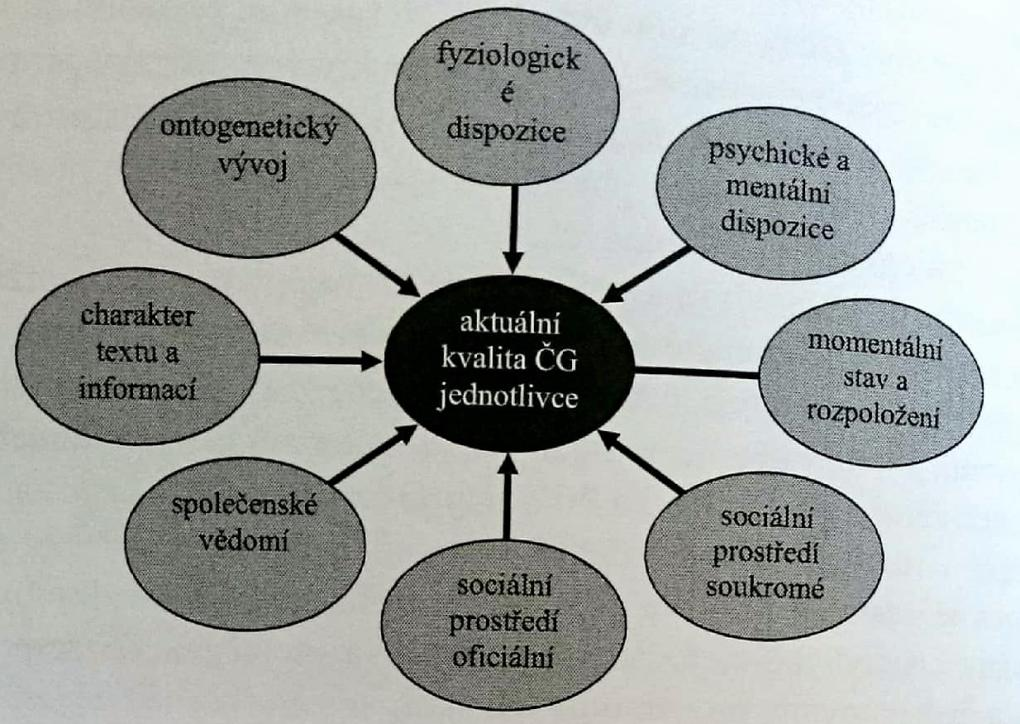 fyziologick
é
dispozice
ontogenetický
vývoj
psychické a
mentální
dispozice
charakter
textu a
informací
aktuální
kvalita ČG
jednotlivce
momentální
stav a
rozpoložení
společenské
vědomí
sociální
prostředí
oficiální
sociální
prostředí
soukromé